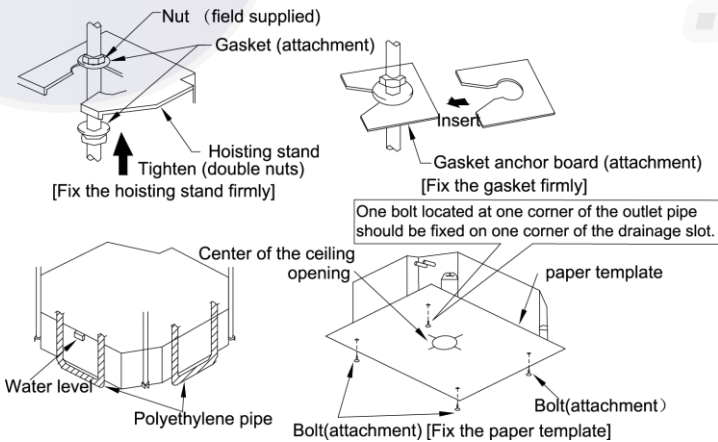 Nut （field supplied)
Gasket (attachment)
Hoisting stand
Tighten (double nuts)
[Fix the hoisting stand firmly]
Insert
Gasket anchor board (attachment)
[Fix the gasket firmly]
One bolt located at one corner of the outlet pipe
should be fixed on one corner of the drainage slot.
Center of the ceiling
opening
paper template
Water level
Polyethylene pipe
Bolt(attachment）
Bolt(attachment) [Fix the paper template]